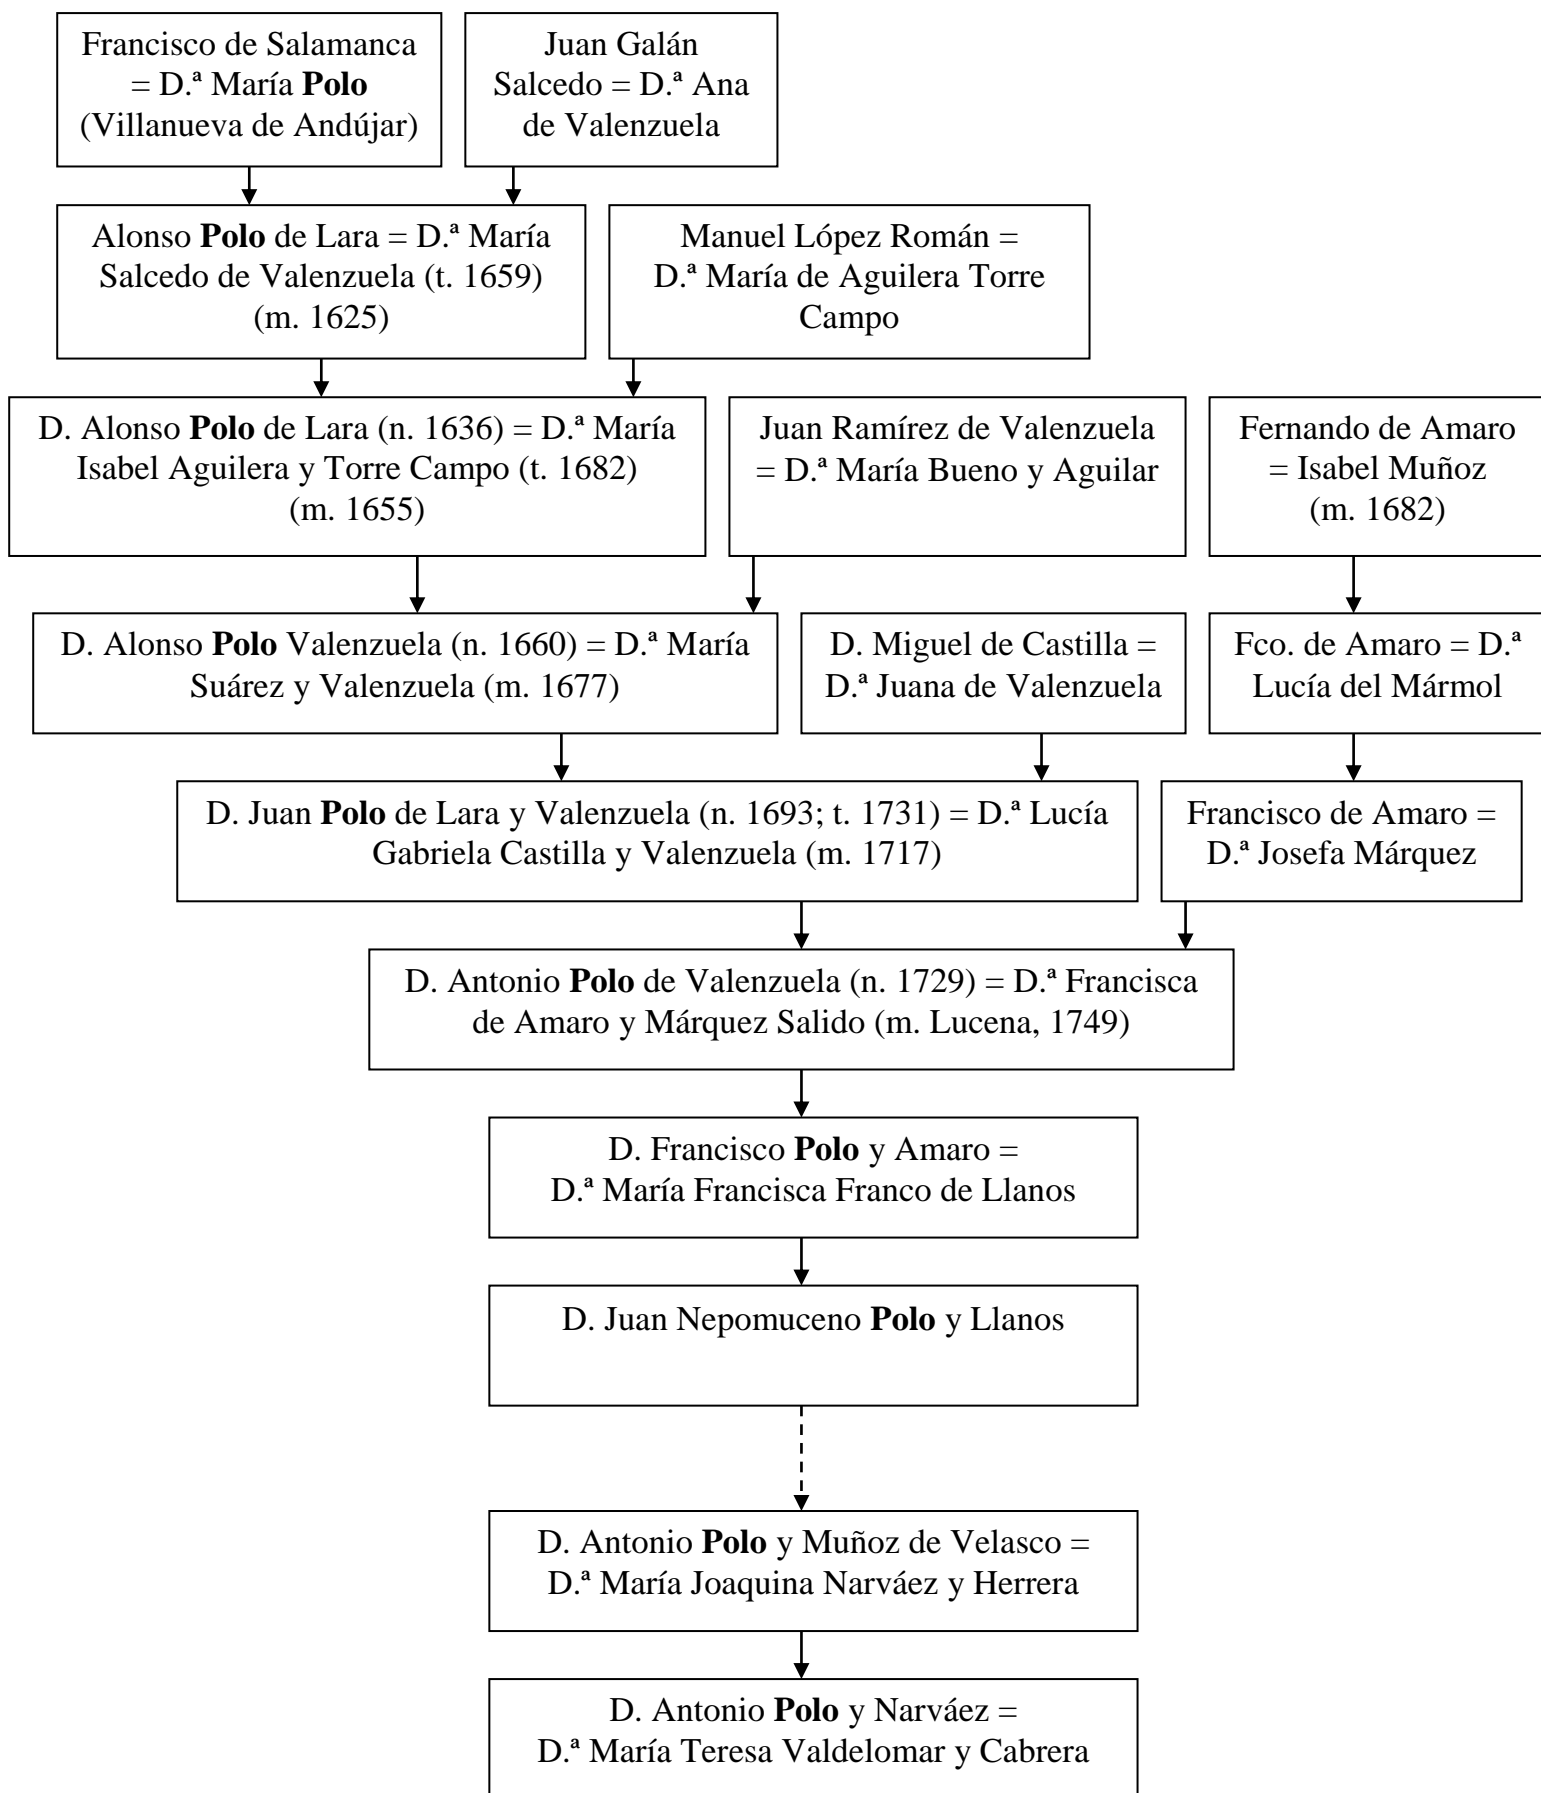 Francisco de Salamanca
= D.ª María Polo
(Villanueva de Andújar)
Juan Galán
Salcedo = D.ª Ana
de Valenzuela
Alonso Polo de Lara = D.ª María
Salcedo de Valenzuela (t. 1659)
(m. 1625)
Manuel López Román =
D.ª María de Aguilera Torre
Campo
D. Alonso Polo de Lara (n. 1636) = D.ª María
Isabel Aguilera y Torre Campo (t. 1682)
(m. 1655)
Juan Ramírez de Valenzuela
= D.ª María Bueno y Aguilar
Fernando de Amaro
= Isabel Muñoz
(m. 1682)
D. Alonso Polo Valenzuela (n. 1660) = D.ª María
Suárez y Valenzuela (m. 1677)
D. Miguel de Castilla =
D.ª Juana de Valenzuela
Fco. de Amaro = D.ª
Lucía del Mármol
D. Juan Polo de Lara y Valenzuela (n. 1693; t. 1731) = D.ª Lucía
Gabriela Castilla y Valenzuela (m. 1717)
Francisco de Amaro =
D.ª Josefa Márquez
D. Antonio Polo de Valenzuela (n. 1729) = D.ª Francisca
de Amaro y Márquez Salido (m. Lucena, 1749)
D. Francisco Polo y Amaro =
D.ª María Francisca Franco de Llanos
D. Juan Nepomuceno Polo y Llanos
D. Antonio Polo y Muñoz de Velasco =
D.ª María Joaquina Narváez y Herrera
D. Antonio Polo y Narváez =
D.ª María Teresa Valdelomar y Cabrera